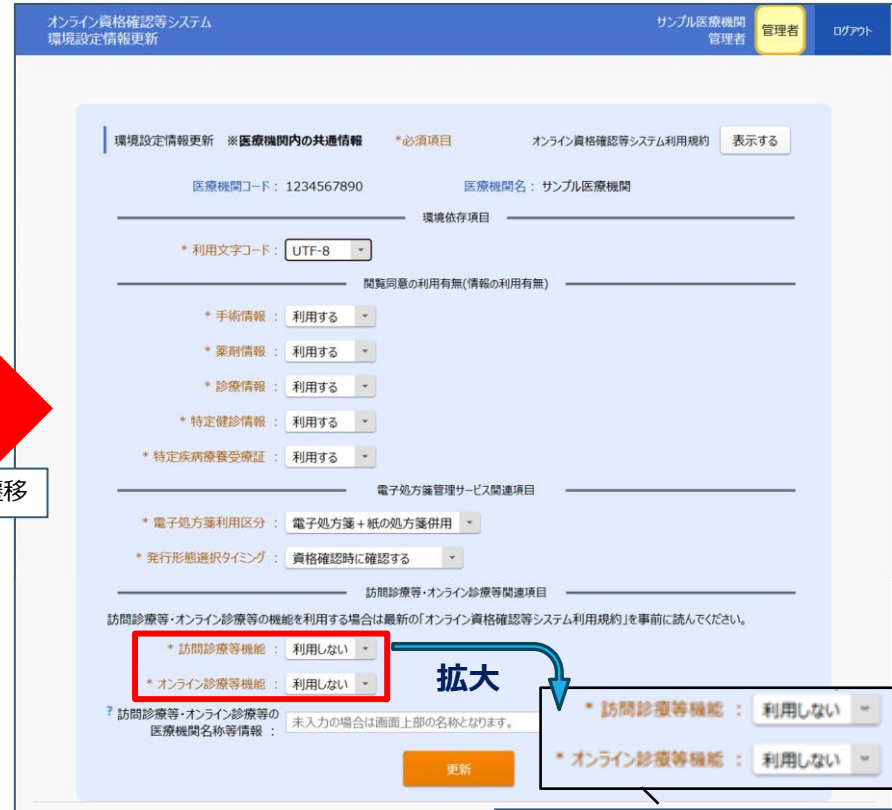 オンライン資格確認等システム
環境設定情報更新
サンプル医療機関
管理者
管理者
ログアウト
環境設定情報更新 ※医療機関内の共通情報 *必須項目 オンライン資格確認等システム利用規約 表示する
医療機関コード: 1234567890 医療機関名: サンプル医療機関
環境依存項目
* 利用文字コード: UTF-8
閲覧同意の利用有無(情報の利用有無)
* 手術情報 : 利用する
* 薬剤情報 : 利用する
* 診療情報 : 利用する
* 特定健診情報 : 利用する
* 特定疾病療養受療証 : 利用する
移
電子処方箋管理サービス関連項目
* 電子処方箋利用区分 : 電子処方箋+紙の処方箋併用
* 発行形態選択タイミング : 資格確認時に確認する
訪問診療等・オンライン診療等関連項目
訪問診療等・オンライン診療等の機能を利用する場合は最新の「オンライン資格確認等システム利用規約」を事前に読んでください。
* 訪問診療等機能 : 利用しない
* オンライン診療等機能 : 利用しない
拡大
? 訪問診療等・オンライン診療等の
医療機関名称等情報 : 未入力の場合は画面上部の名称となります。
更新
* 訪問診療等機能 : 利用しない
* オンライン診療等機能 : 利用しない